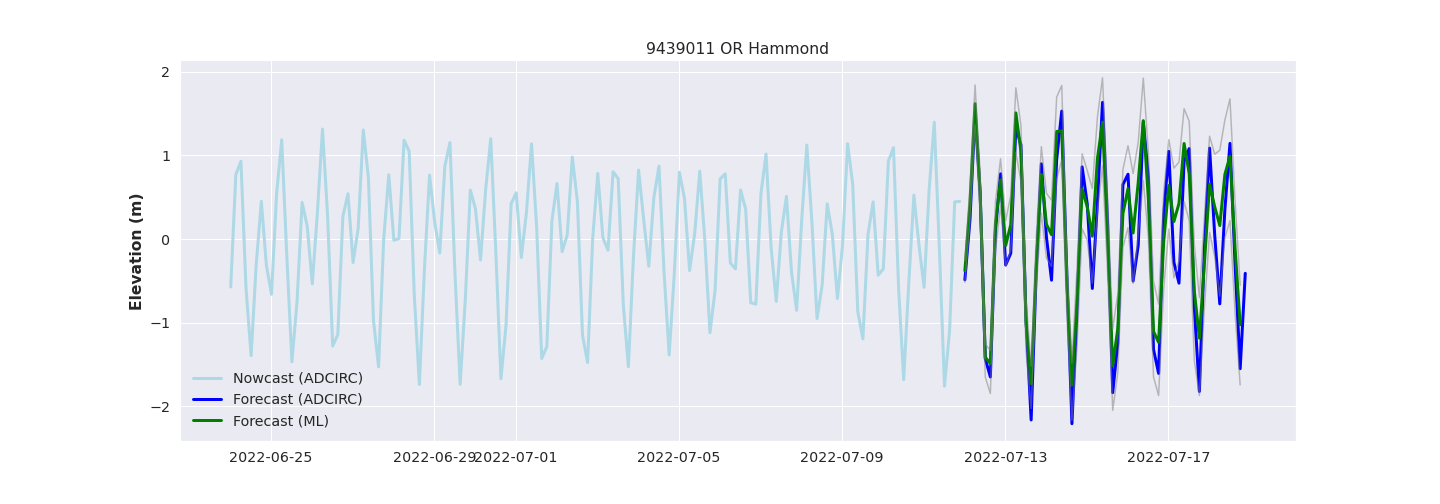 9439011 OR Hammond
Elevation (m)
2
1
0
−1
−2
Nowcast (ADCIRC)
Forecast (ADCIRC)
Forecast (ML)
2022-06-25
2022-06-29
2022-07-01
2022-07-05
2022-07-09
2022-07-13
2022-07-17